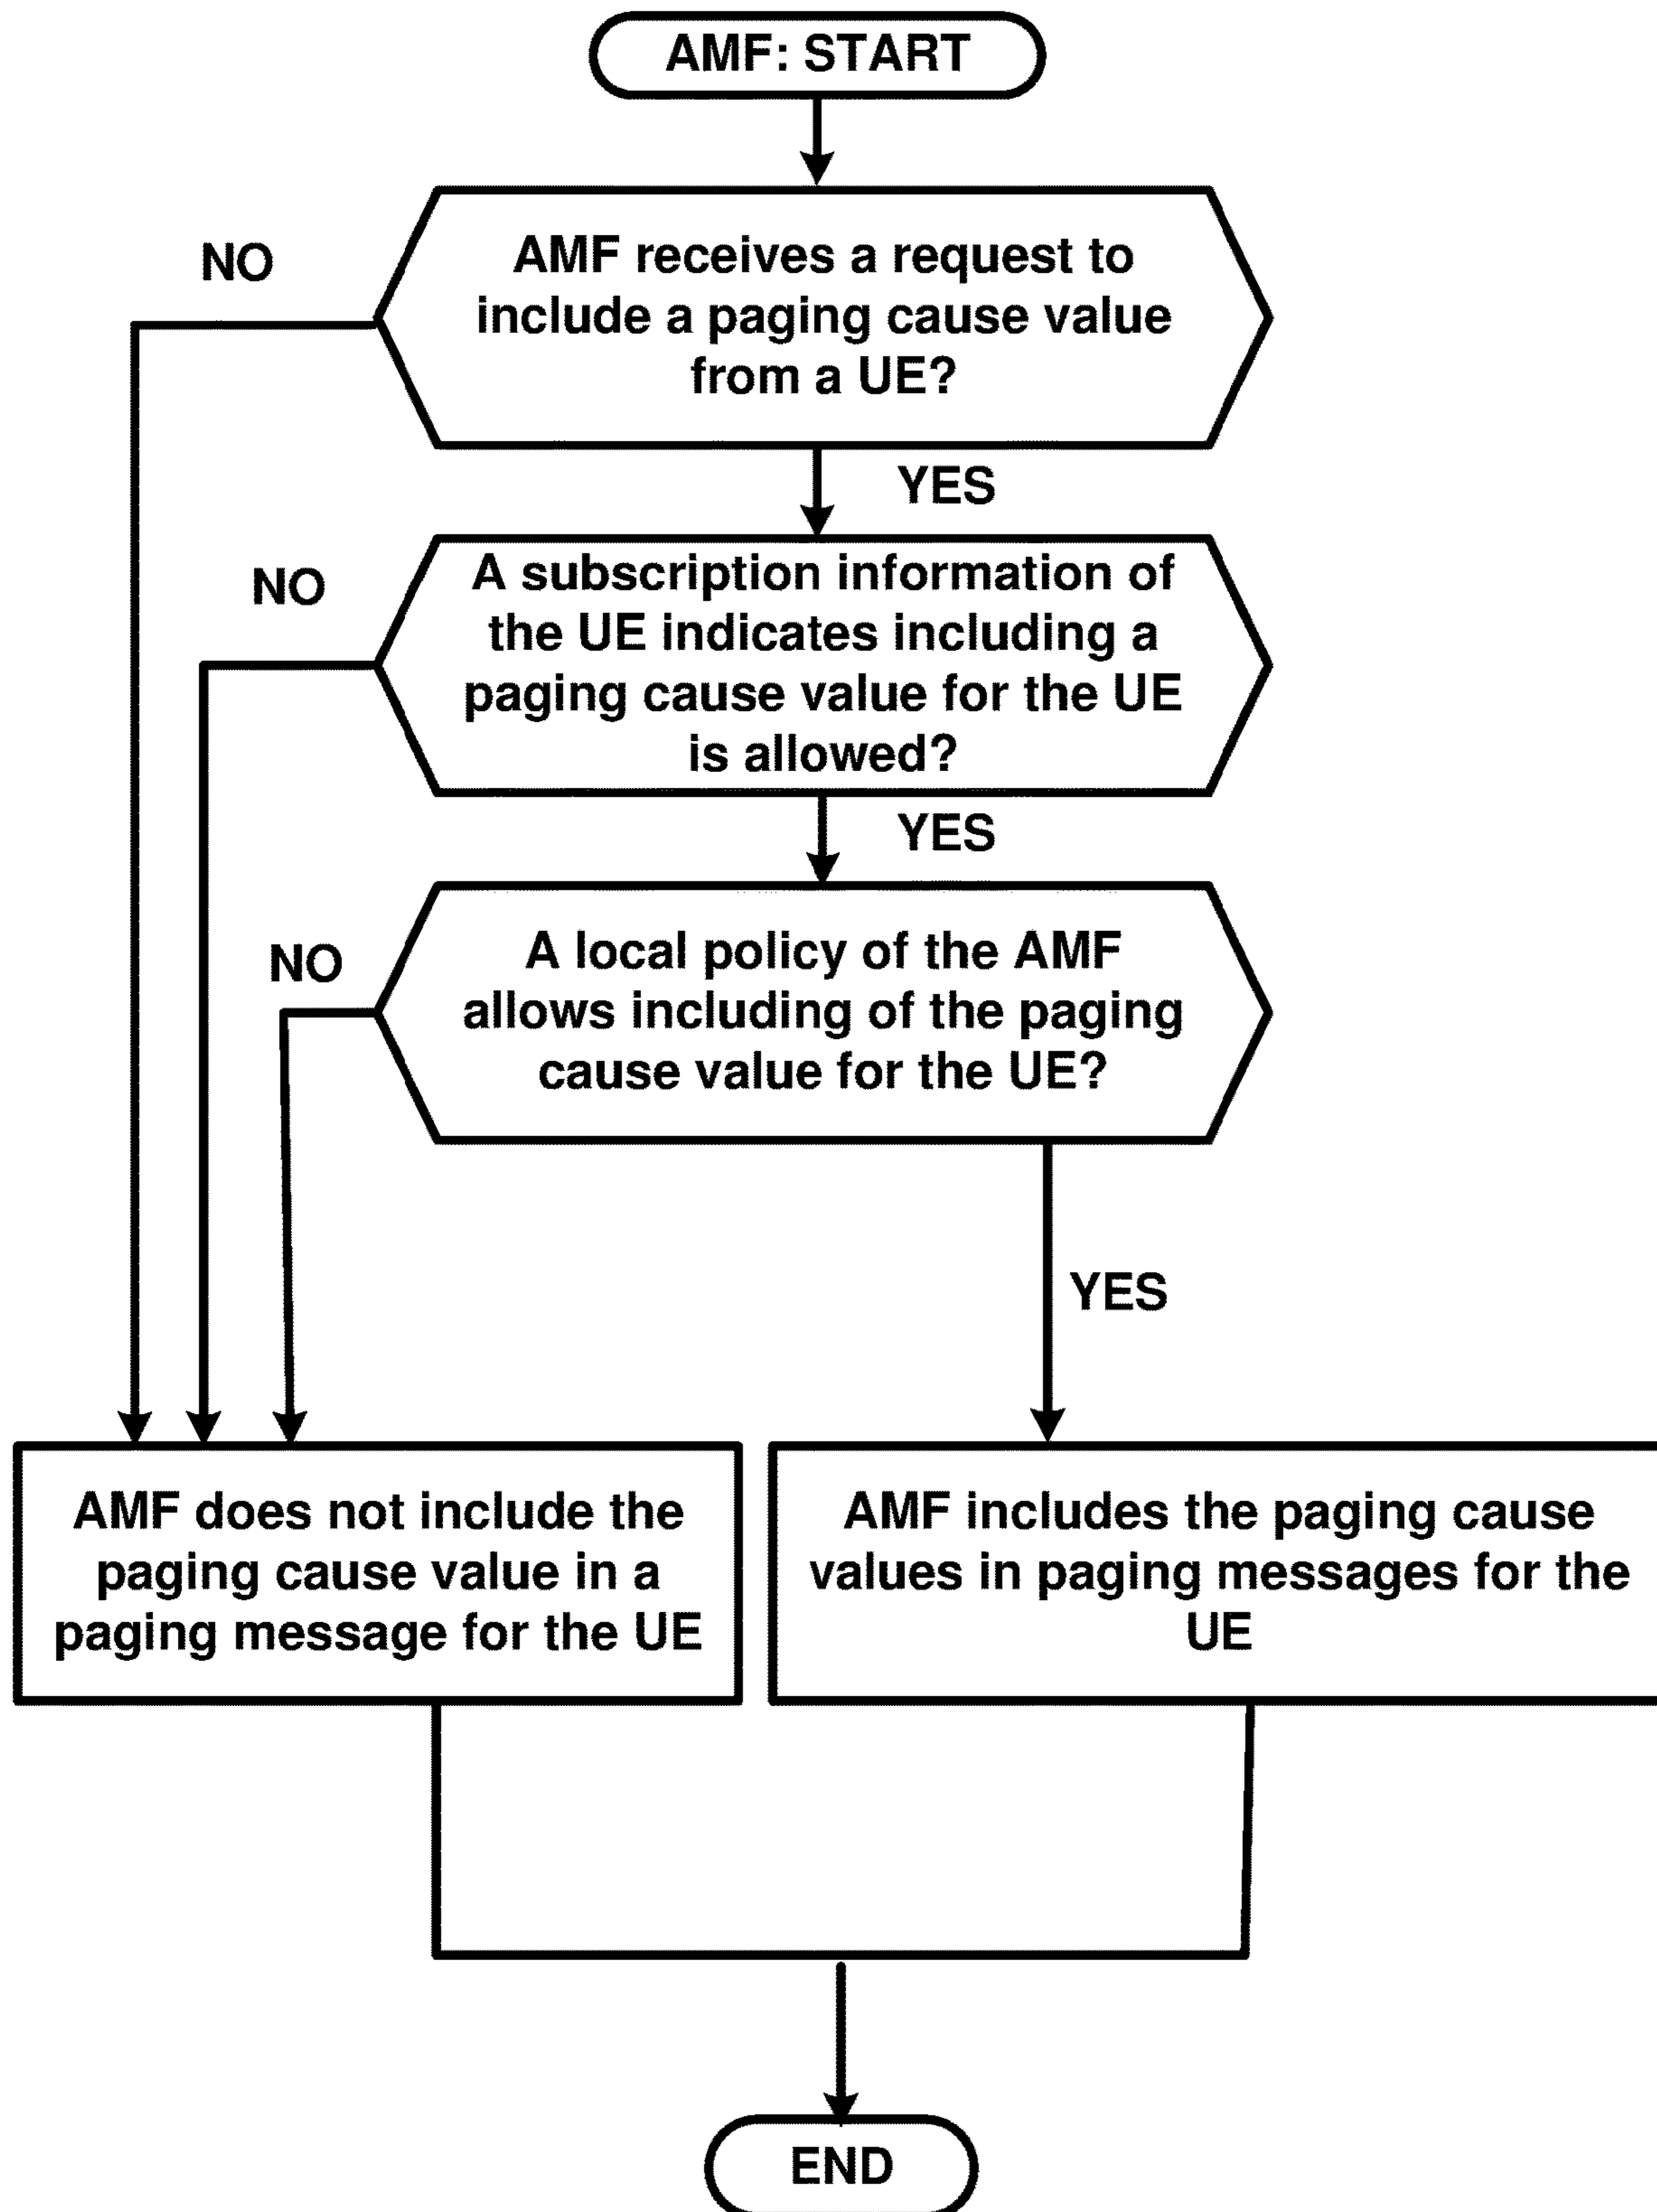 AMF: START
NO
AMF receives a request to
include a paging cause value
from a UE?
YES
NO
A subscription information of
the UE indicates including a
paging cause value for the UE
is allowed?
YES
NO
A local policy of the AMF
allows including of the paging
cause value for the UE?
YES
AMF does not include the
paging cause value in a
paging message for the UE
AMF includes the paging cause
values in paging messages for the
UE
END